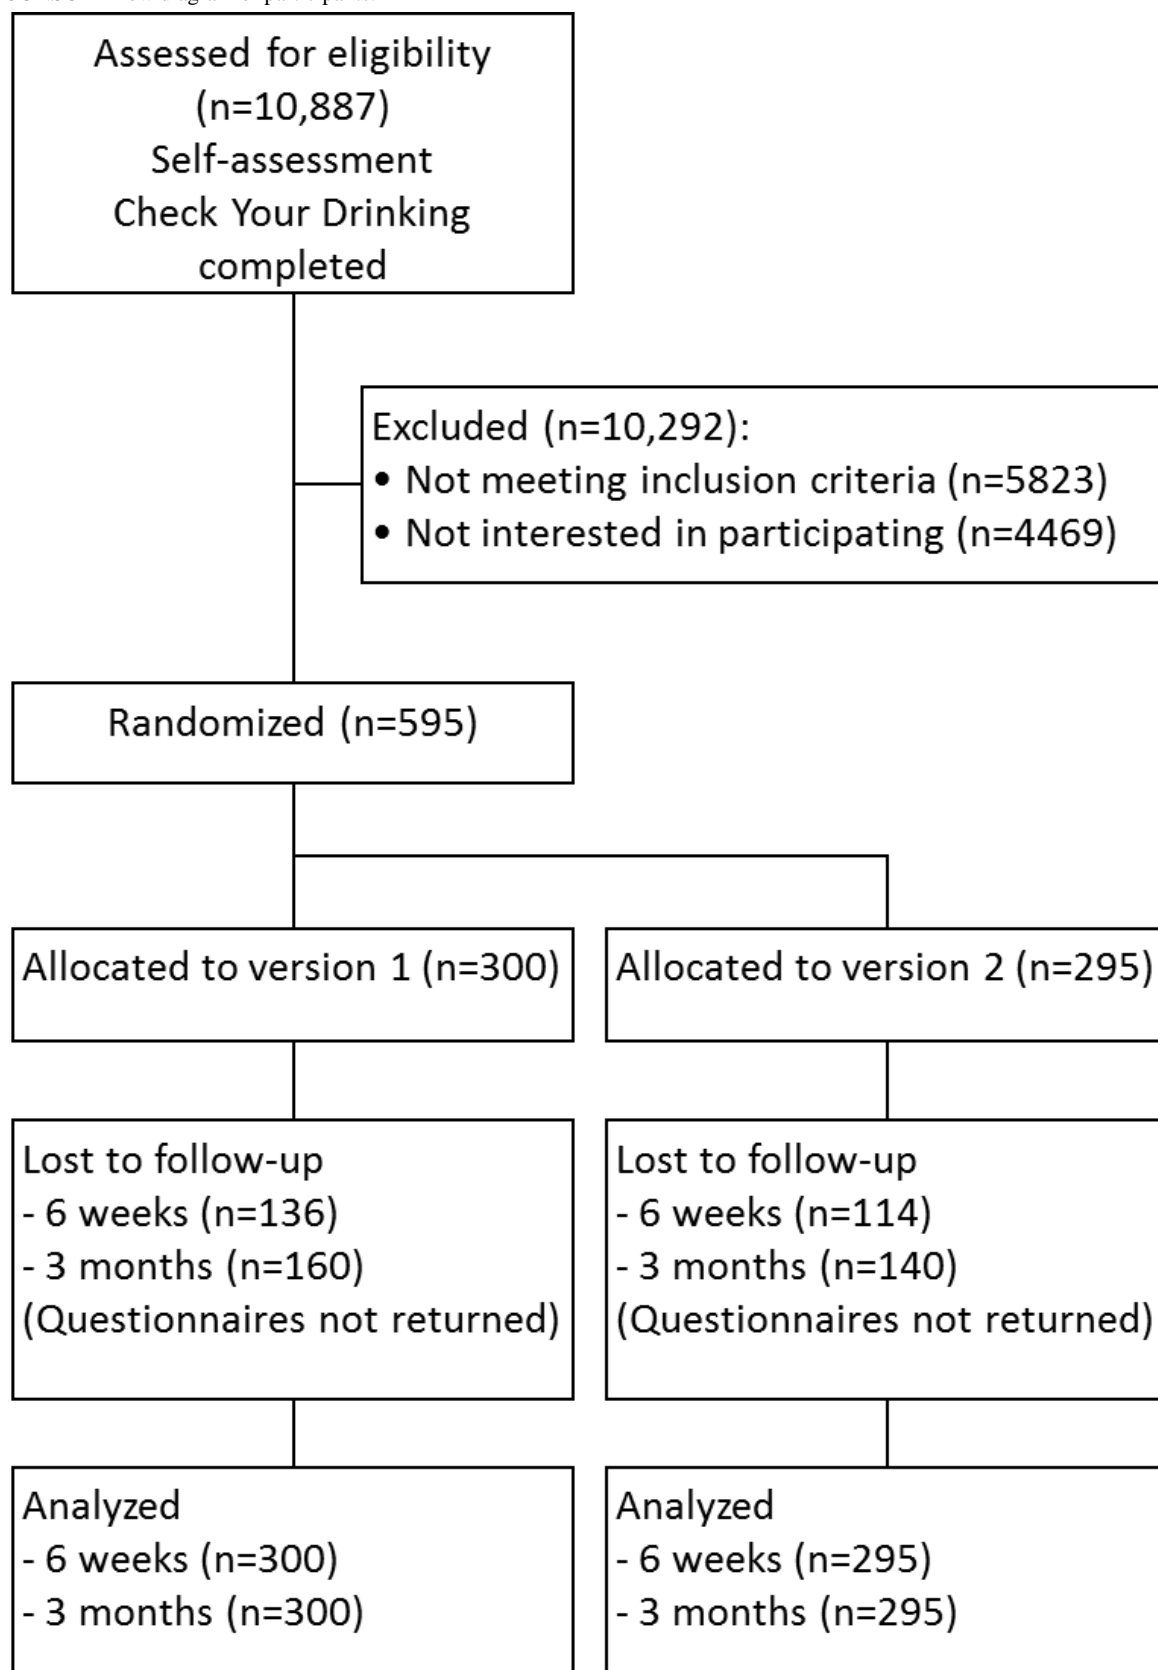 Assessed for eligibility
(n=10,887)
Self-assessment
Check Your Drinking
completed
Excluded (n=10,292):
• Not meeting inclusion criteria (n=5823)
• Not interested in participating (n=4469)
Randomized (n=595)
Allocated to version 1 (n=300)
Allocated to version 2 (n=295)
Lost to follow-up
- 6 weeks (n=136)
- 3 months (n=160)
(Questionnaires not returned)
Lost to follow-up
- 6 weeks (n=114)
- 3 months (n=140)
(Questionnaires not returned)
Analyzed
- 6 weeks (n=300)
- 3 months (n=300)
Analyzed
- 6 weeks (n=295)
- 3 months (n=295)